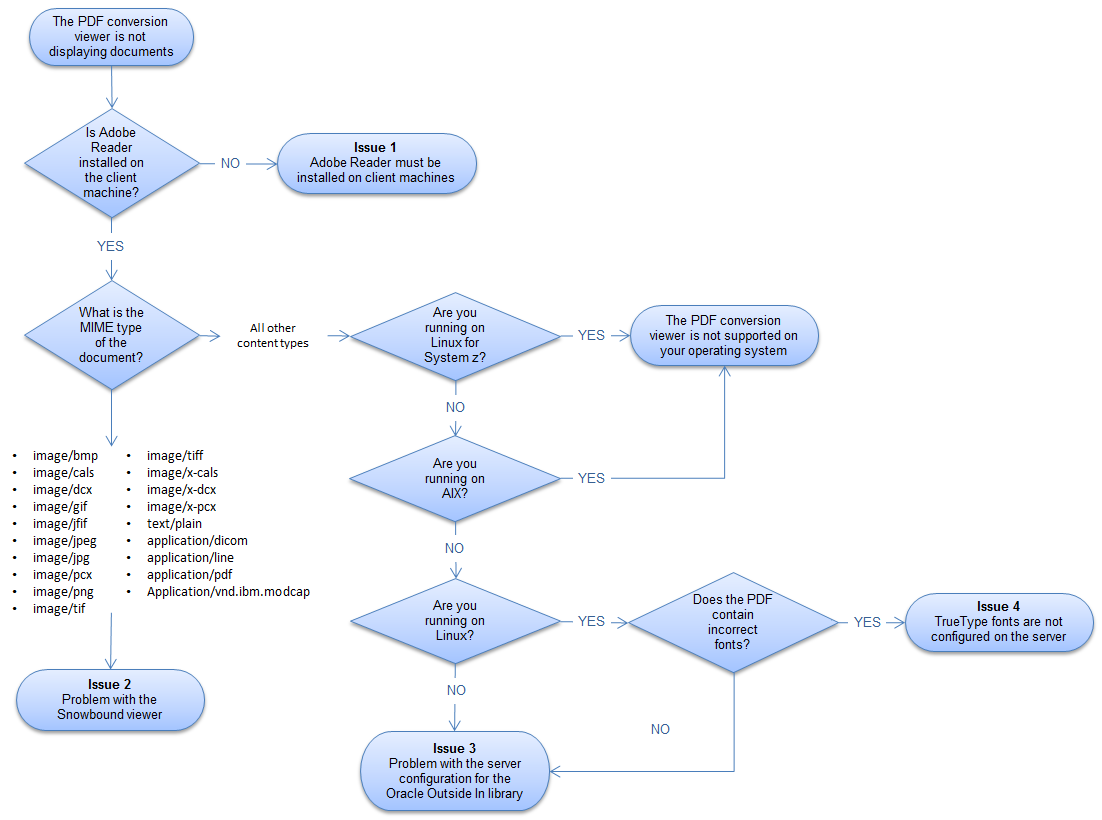 The PDF conversion
viewer is not
displaying documents
Is Adobe
Reader
installed on
the client
machine?
NO
Issue 1
Adobe Reader must be
installed on client machines
YES
What is the
MIME type
of the
document?
All other
content types
Are you
running on
Linux for
System z?
YES
The PDF conversion
viewer is not supported on
your operating system
NO
Are you
running on
AIX?
YES
NO
• image/bmp
• image/cals
• image/dcx
• image/gif
• image/jfif
• image/jpeg
• image/jpg
• image/pcx
• image/png
• image/tif
• image/tiff
• image/x-cals
• image/x-dcx
• image/x-pcx
• text/plain
• application/dicom
• application/line
• application/pdf
• Application/vnd.ibm.modcap
Issue 2
Problem with the
Snowbound viewer
Are you
running on
Linux?
YES
Does the PDF
contain
incorrect
fonts?
YES
Issue 4
TrueType fonts are not
configured on the server
NO
NO
Issue 3
Problem with the server
configuration for the
Oracle Outside In library